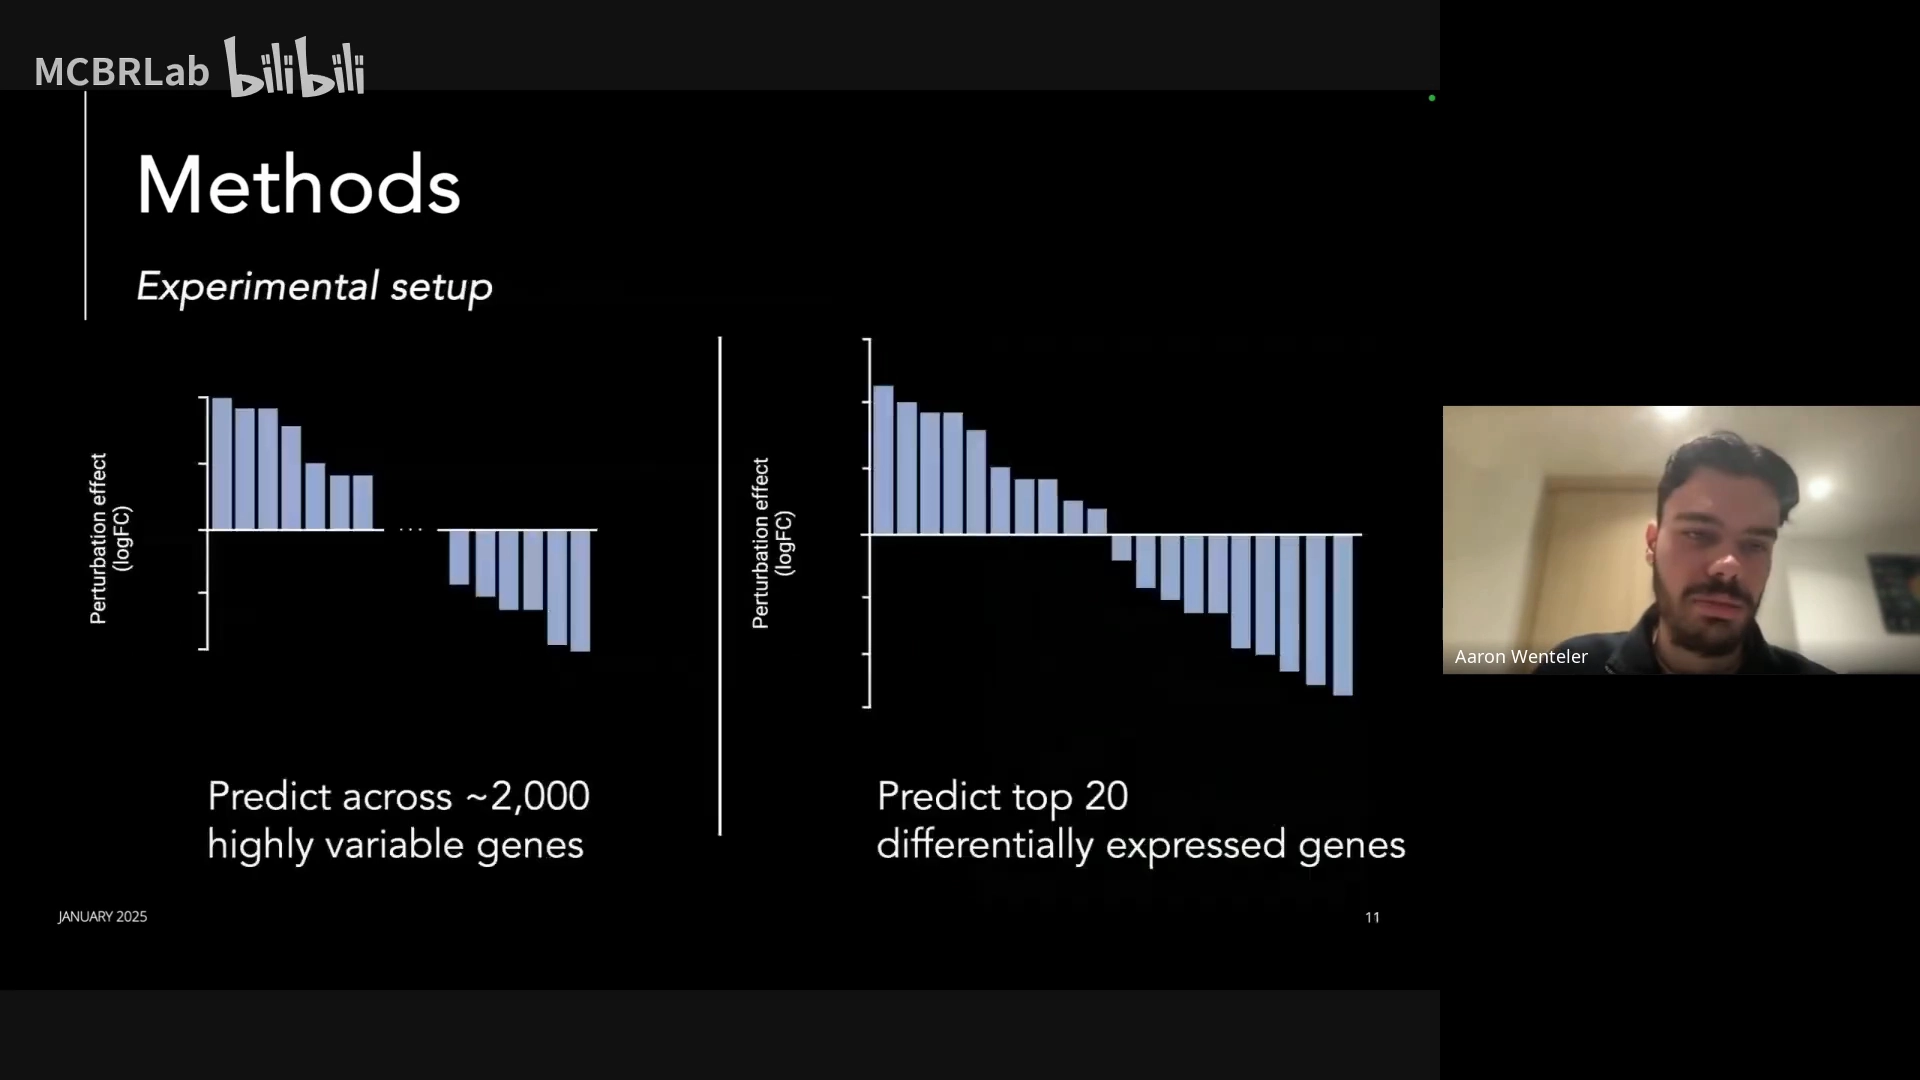 MCBRLab bilibili
Methods
Experimental setup
Perturbation effect
(logFC)
...
Perturbation effect
(logFC)
Predict across ~2,000
highly variable genes
Predict top 20
differentially expressed genes
JANUARY 2025
11
Aaron Wenteler